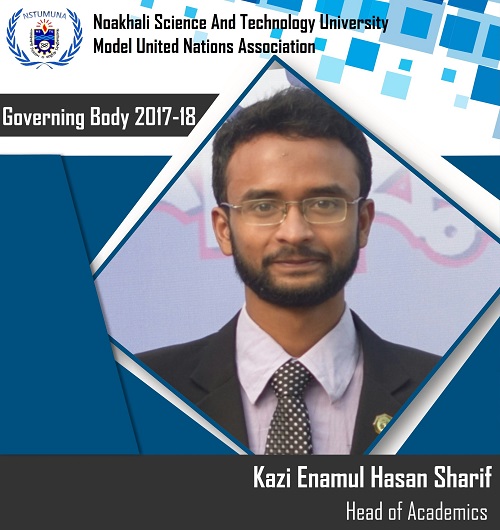 NSTUMUNA
Noakhali Science And Technology University
Model United Nations Association
Governing Body 2017-18
Kazi Enamul Hasan Sharif
Head of Academics